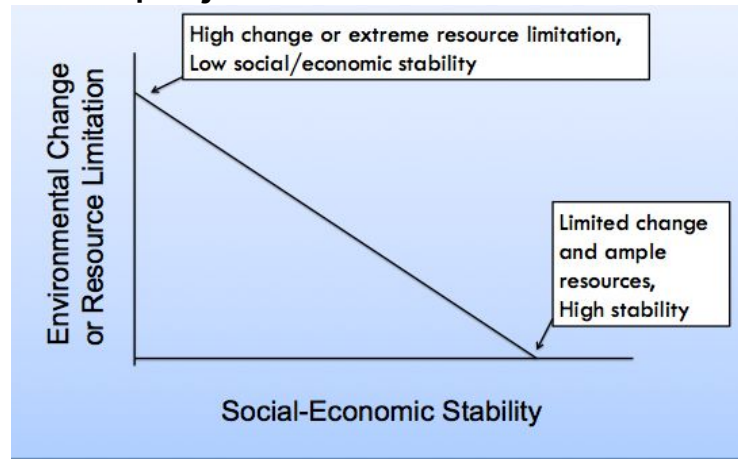 High change or extreme resource limitation,
Low social/economic stability
Environmental Change
or Resource Limitation
Limited change
and ample
resources,
High stability
Social-Economic Stability